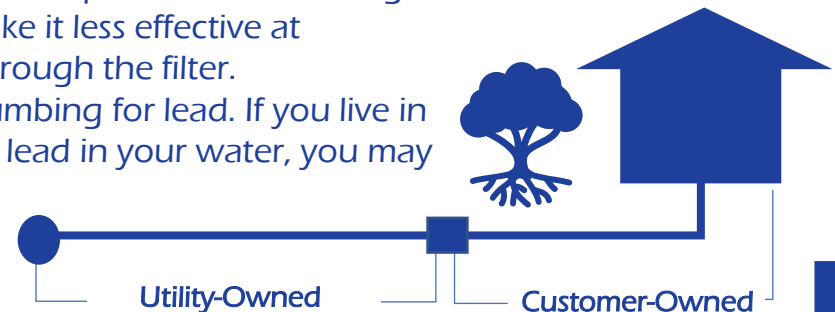 ke it less effective at
rough the filter.
umbing for lead. If you live in
lead in your water, you may
Utility-Owned
Customer-Owned